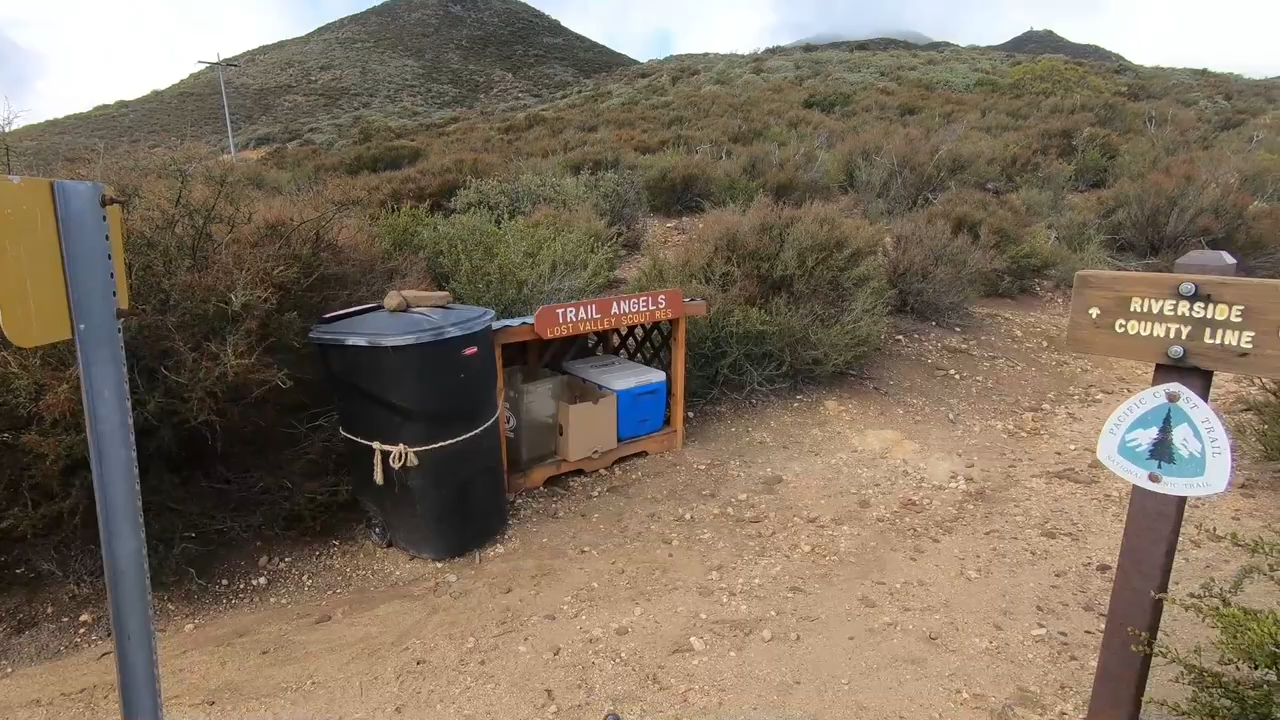 TRAIL ANGELS
LOST VALLEY SCOUT RES
RIVERSIDE
COUNTY LINE
PACIFIC CREST TRAIL
NATIONAL SCENIC TRAIL